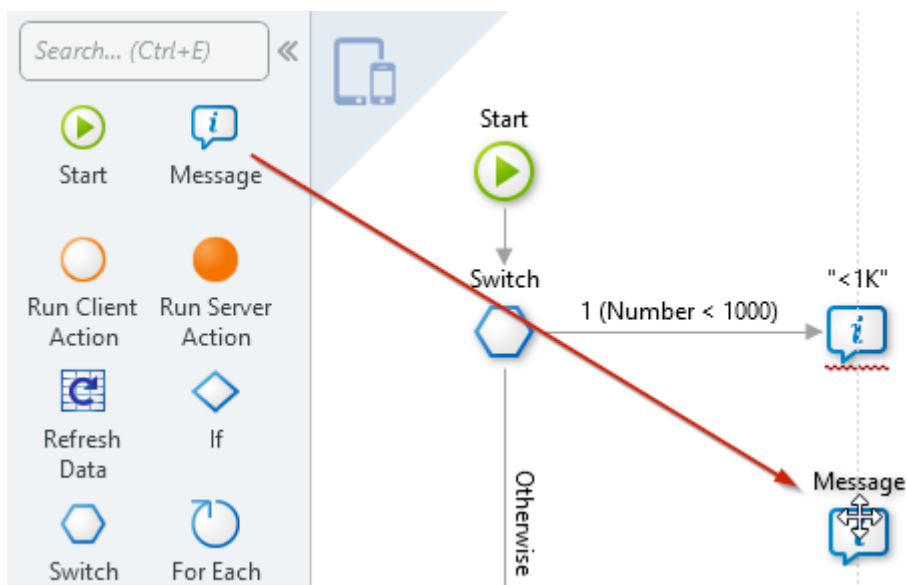 Search... (Ctrl+E)
Start
Message
Run Client
Action
Run Server
Action
Refresh
Data
If
Switch
For Each
Start
Switch
1 (Number < 1000)
"<1K"
Message
Otherwise